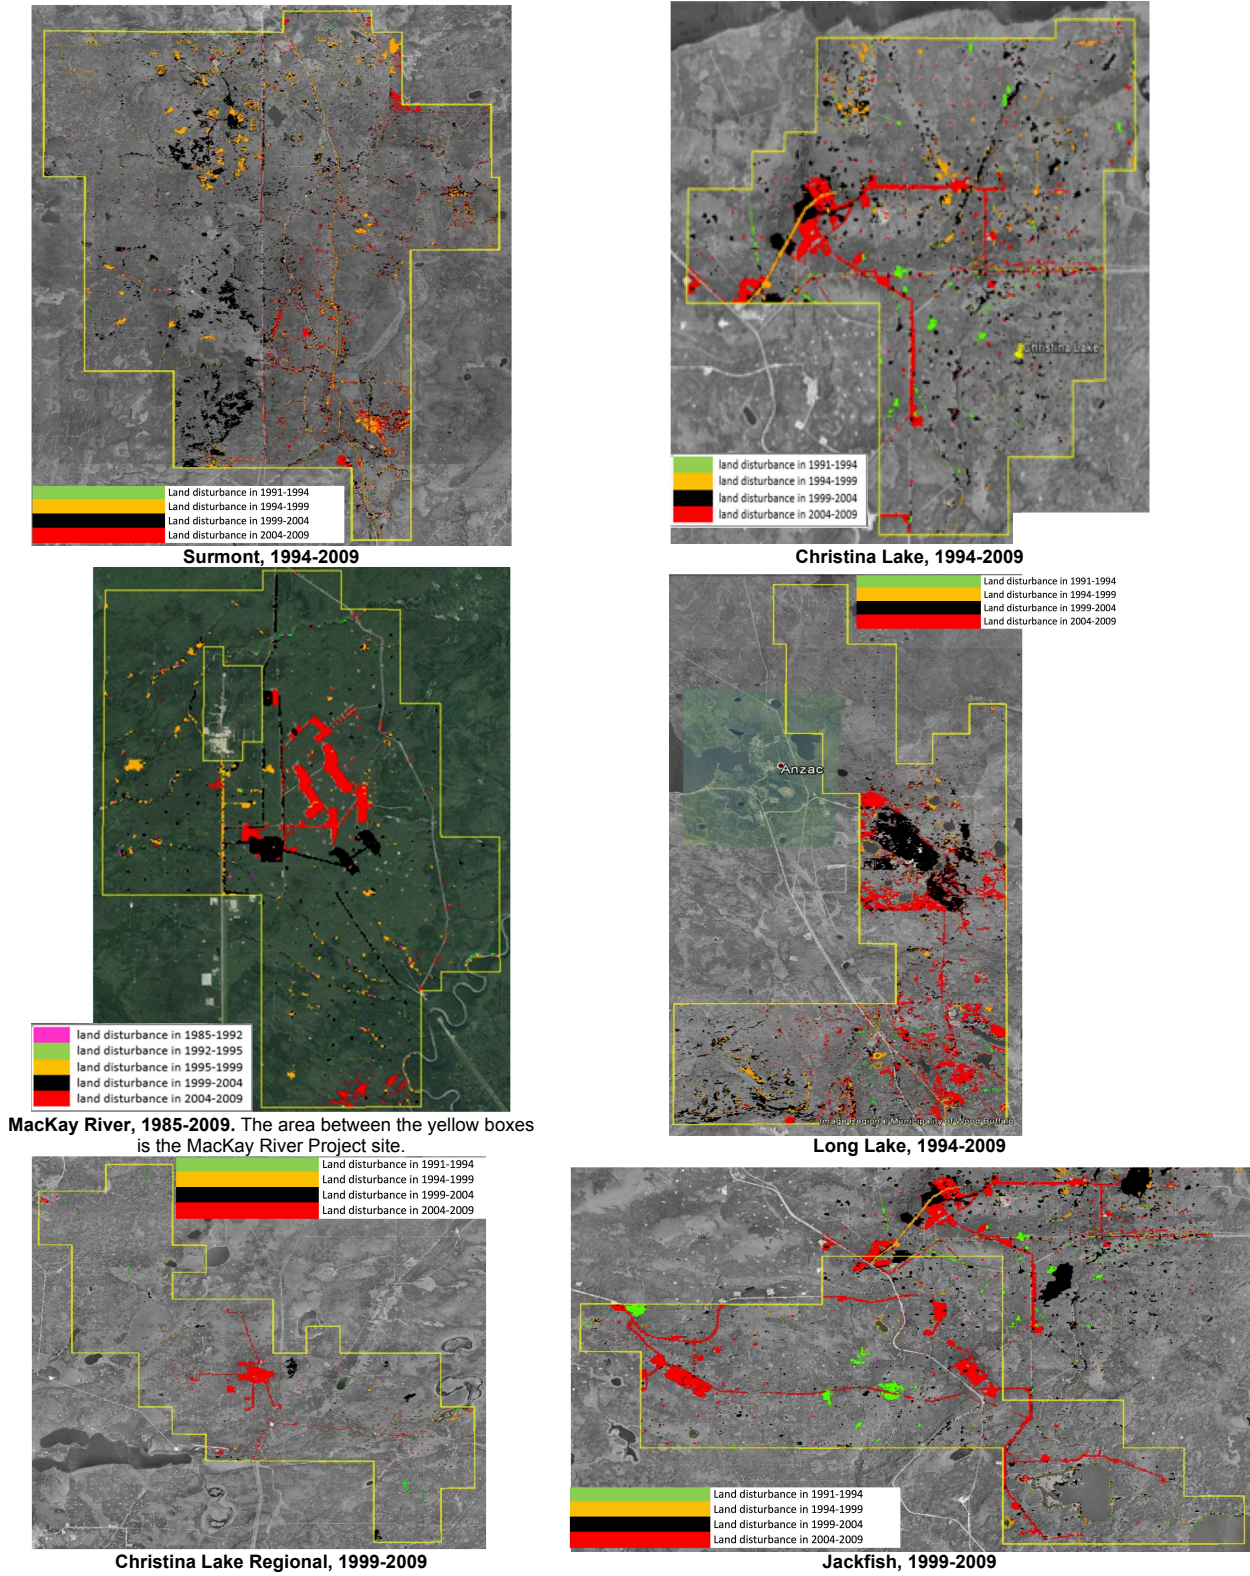 Land disturbance in 1991-1994
Land disturbance in 1994-1999
Land disturbance in 1999-2004
Land disturbance in 2004-2009
Surmont, 1994-2009
Christina Lake
land disturbance in 1991-1994
land disturbance in 1994-1999
land disturbance in 1999-2004
land disturbance in 2004-2009
Christina Lake, 1994-2009
land disturbance in 1985-1992
land disturbance in 1992-1995
land disturbance in 1995-1999
land disturbance in 1999-2004
land disturbance in 2004-2009
MacKay River, 1985-2009. The area between the yellow boxes
is the MacKay River Project site.
Land disturbance in 1991-1994
Land disturbance in 1994-1999
Land disturbance in 1999-2004
Land disturbance in 2004-2009
Anzac
Image Regional Municipality of Wood Buffalo
Long Lake, 1994-2009
Land disturbance in 1991-1994
Land disturbance in 1994-1999
Land disturbance in 1999-2004
Land disturbance in 2004-2009
Christina Lake Regional, 1999-2009
Land disturbance in 1991-1994
Land disturbance in 1994-1999
Land disturbance in 1999-2004
Land disturbance in 2004-2009
Jackfish, 1999-2009